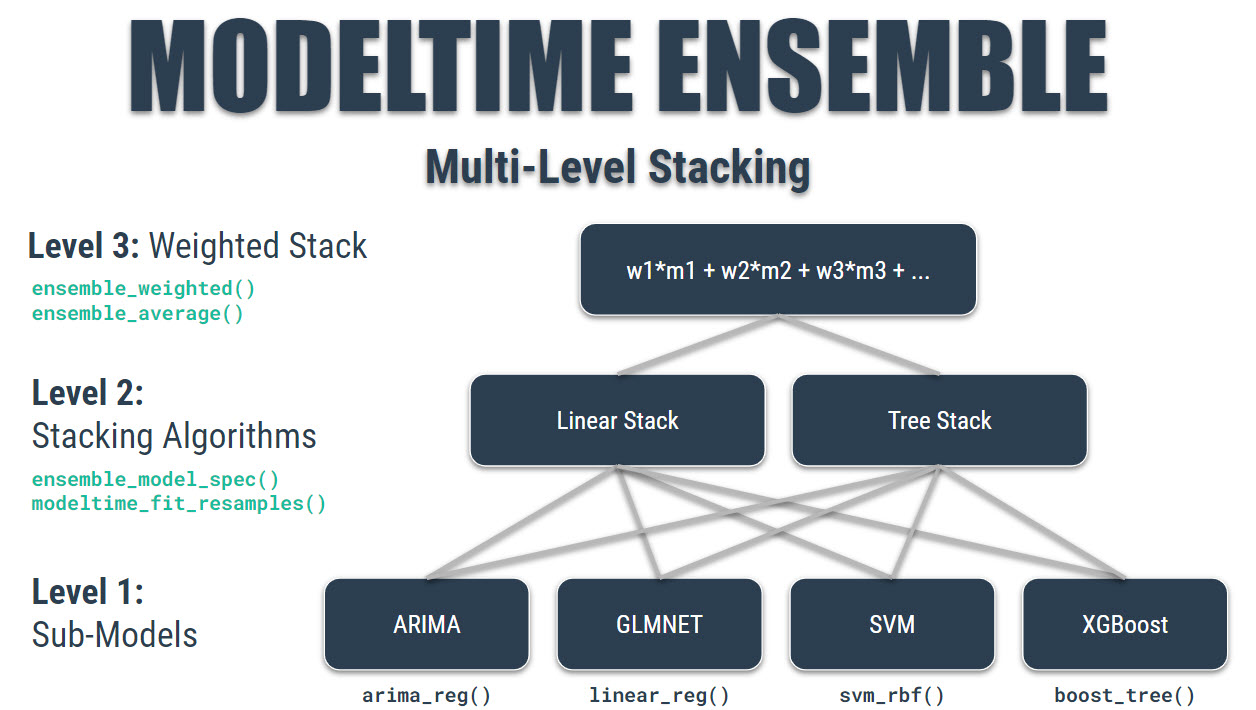 MODELTIME ENSEMBLE
Multi-Level Stacking
Level 3: Weighted Stack
ensemble_weighted()
ensemble_average()
w1*m1 + w2*m2 + w3*m3 + ...
Level 2:
Stacking Algorithms
ensemble_model_spec()
modeltime_fit_resamples()
Linear Stack
Tree Stack
Level 1:
Sub-Models
ARIMA
GLMNET
SVM
XGBoost
arima_reg()
linear_reg()
svm_rbf()
boost_tree()